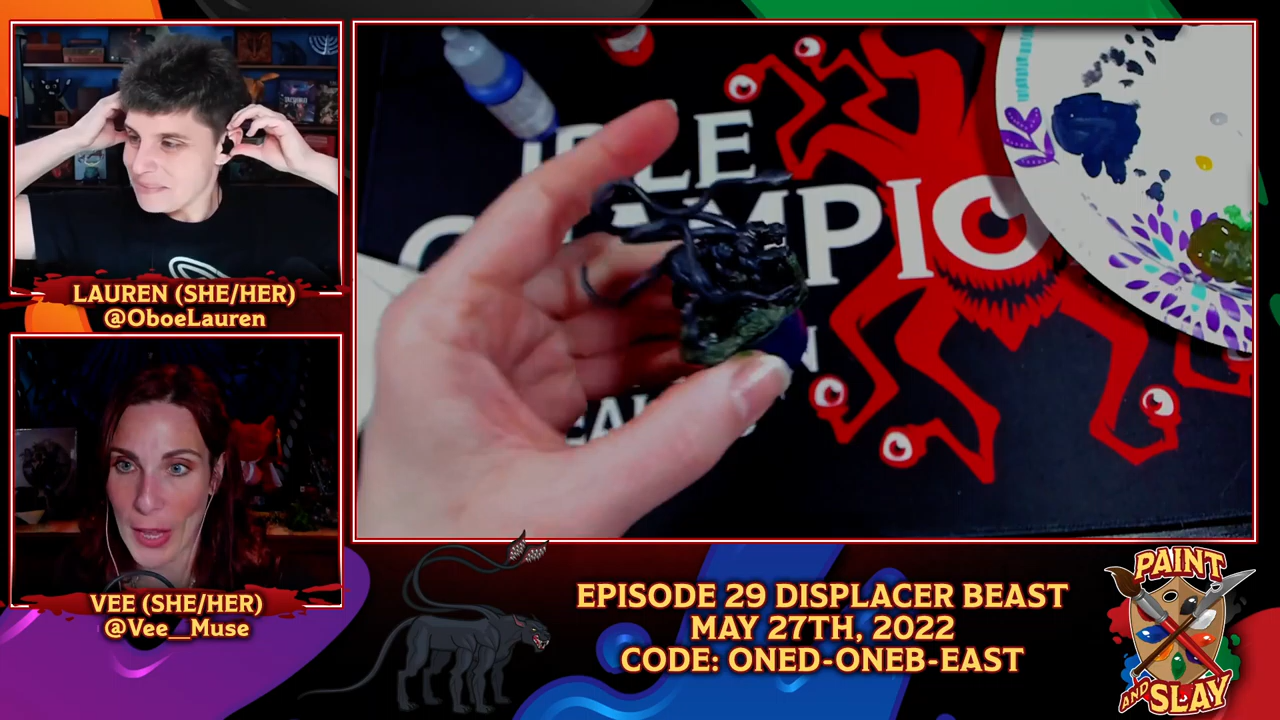 LAUREN (SHE/HER)
@OboeLauren
VEE (SHE/HER)
@Vee__Muse
EPISODE 29 DISPLACER BEAST
MAY 27TH, 2022
CODE: ONED-ONEB-EAST
PAINT
AND SLAY